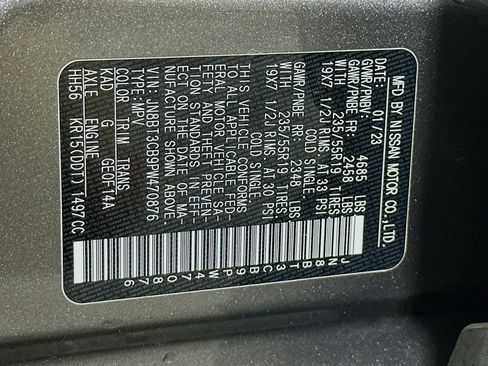 MFD. BY NISSAN MOTOR CO., LTD.
01/23
GVWR/PNBV: 4685 LBS
GAWR/PNBE FR: 2458 LBS
WITH 235/55R19 TIRES,
19X7 1/2J RIMS AT 33 PSI
COLD SINGLE.
GAWR/PNBE RR: 2348 LBS
WITH 235/55R19 TIRES,
19X7 1/2J RIMS AT 30 PSI
COLD SINGLE.
THIS VEHICLE CONFORMS
TO ALL APPLICABLE FED-
ERAL MOTOR VEHICLE SA-
FETY AND THEFT PREVEN-
TION STANDARDS IN EFF-
ECT ON THE DATE OF MA-
NUFACTURE SHOWN ABOVE.
VIN: JN8BT3CB9PW470876
TYPE: MPV
COLOR TRIM TRANS
KAD G GE0F14A
AXLE ENGINE
HH56 KR15(DDT) 1497CC
JN8BT3CB9PW470876